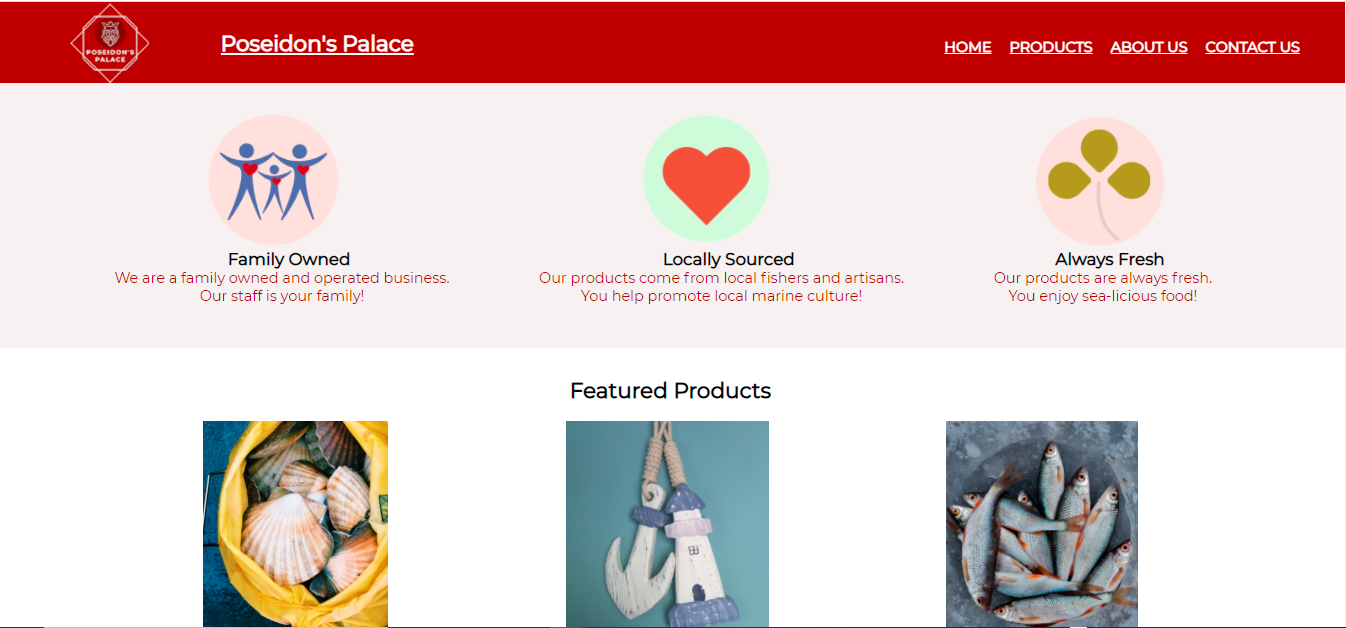 POSEIDON'S
PALACE
Poseidon's Palace
HOME PRODUCTS ABOUT US CONTACT US
Family Owned
We are a family owned and operated business.
Our staff is your family!
Locally Sourced
Our products come from local fishers and artisans.
You help promote local marine culture!
Always Fresh
Our products are always fresh.
You enjoy sea-licious food!
Featured Products